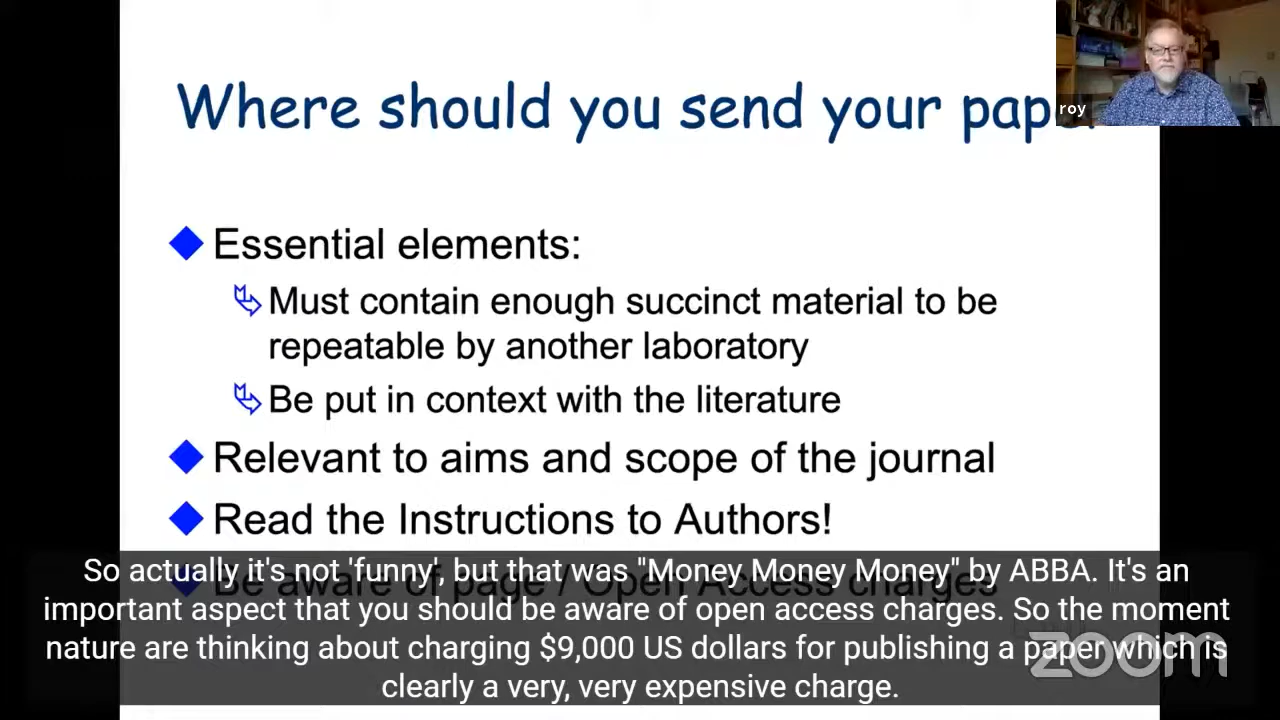 Where should you send your pape
roy
Essential elements:
Must contain enough succinct material to be
repeatable by another laboratory
Be put in context with the literature
Relevant to aims and scope of the journal
Read the Instructions to Authors!
Be aware of page / Open Access charges
So actually it's not 'funny', but that was "Money Money Money" by ABBA. It's an
important aspect that you should be aware of open access charges. So the moment
nature are thinking about charging $9,000 US dollars for publishing a paper which is
clearly a very, very expensive charge.
zoom